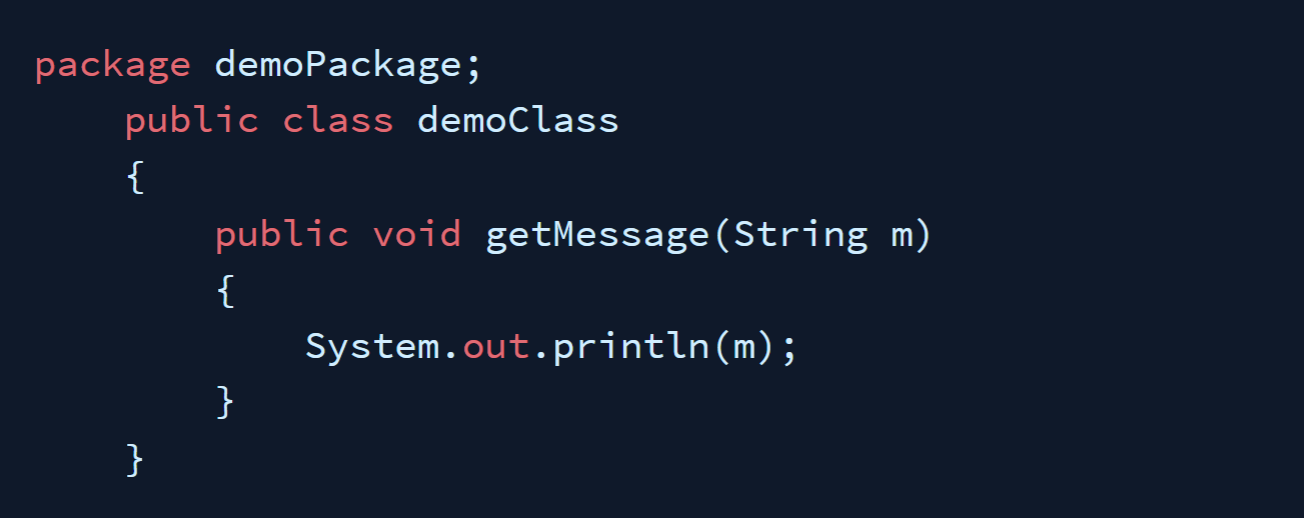 package demoPackage;
    public class demoClass
    {
        public void getMessage(String m)
        {
            System.out.println(m);
        }
    }